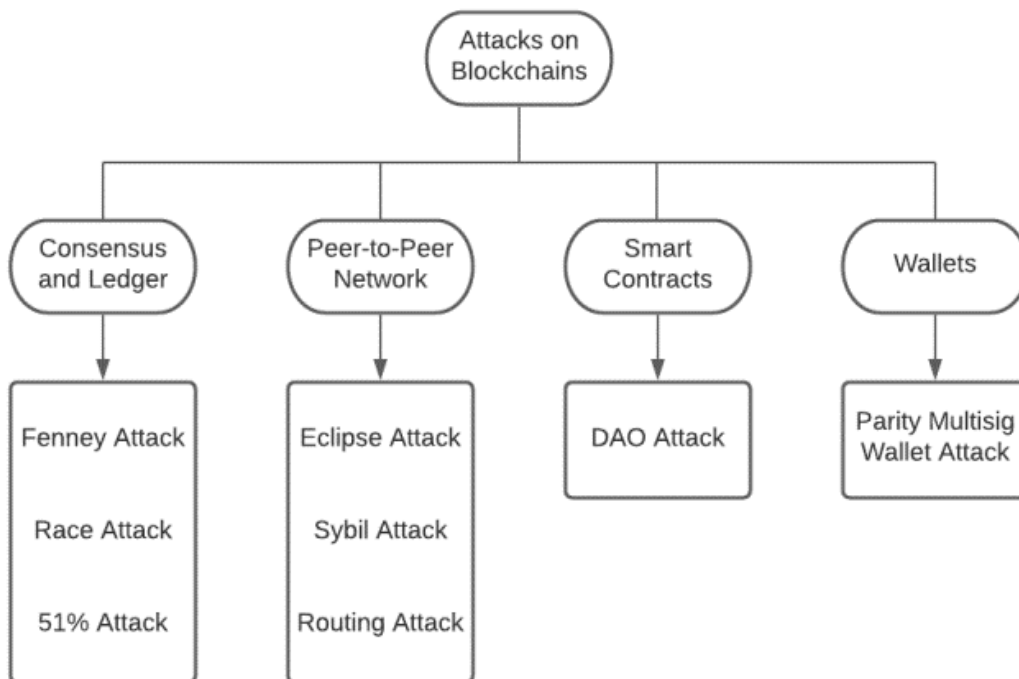 Attacks on
Blockchains
Consensus
and Ledger
Peer-to-Peer
Network
Smart
Contracts
Wallets
Fenney Attack
Race Attack
51% Attack
Eclipse Attack
Sybil Attack
Routing Attack
DAO Attack
Parity Multisig
Wallet Attack